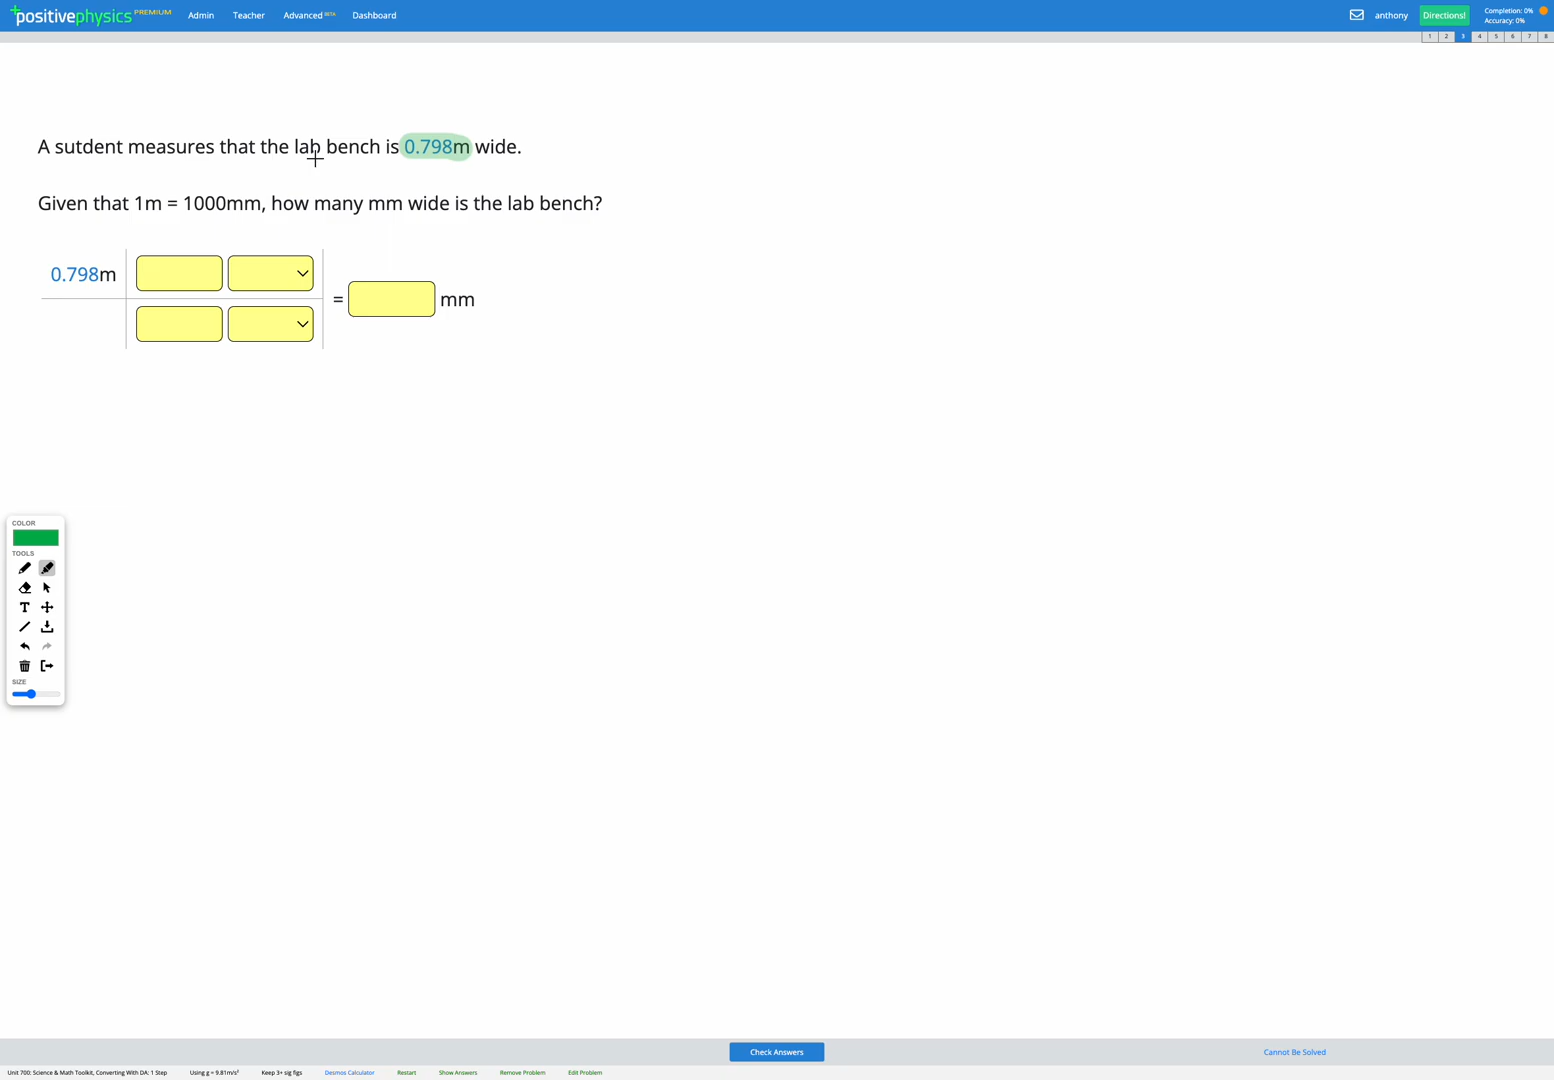 +positivephysics PREMIUM Admin Teacher Advanced BETA Dashboard anthony Directions! Completion: 0%
Accuracy: 0%
1 2 3 4 5 6 7 8
A sutdent measures that the lab bench is 0.798m wide.
Given that 1m = 1000mm, how many mm wide is the lab bench?
0.798m
= mm
COLOR
TOOLS
T
SIZE
Check Answers Cannot Be Solved
Unit 700: Science & Math Toolkit, Converting With DA: 1 Step Using g = 9.81m/s² Keep 3+ sig figs Desmos Calculator Restart Show Answers Remove Problem Edit Problem